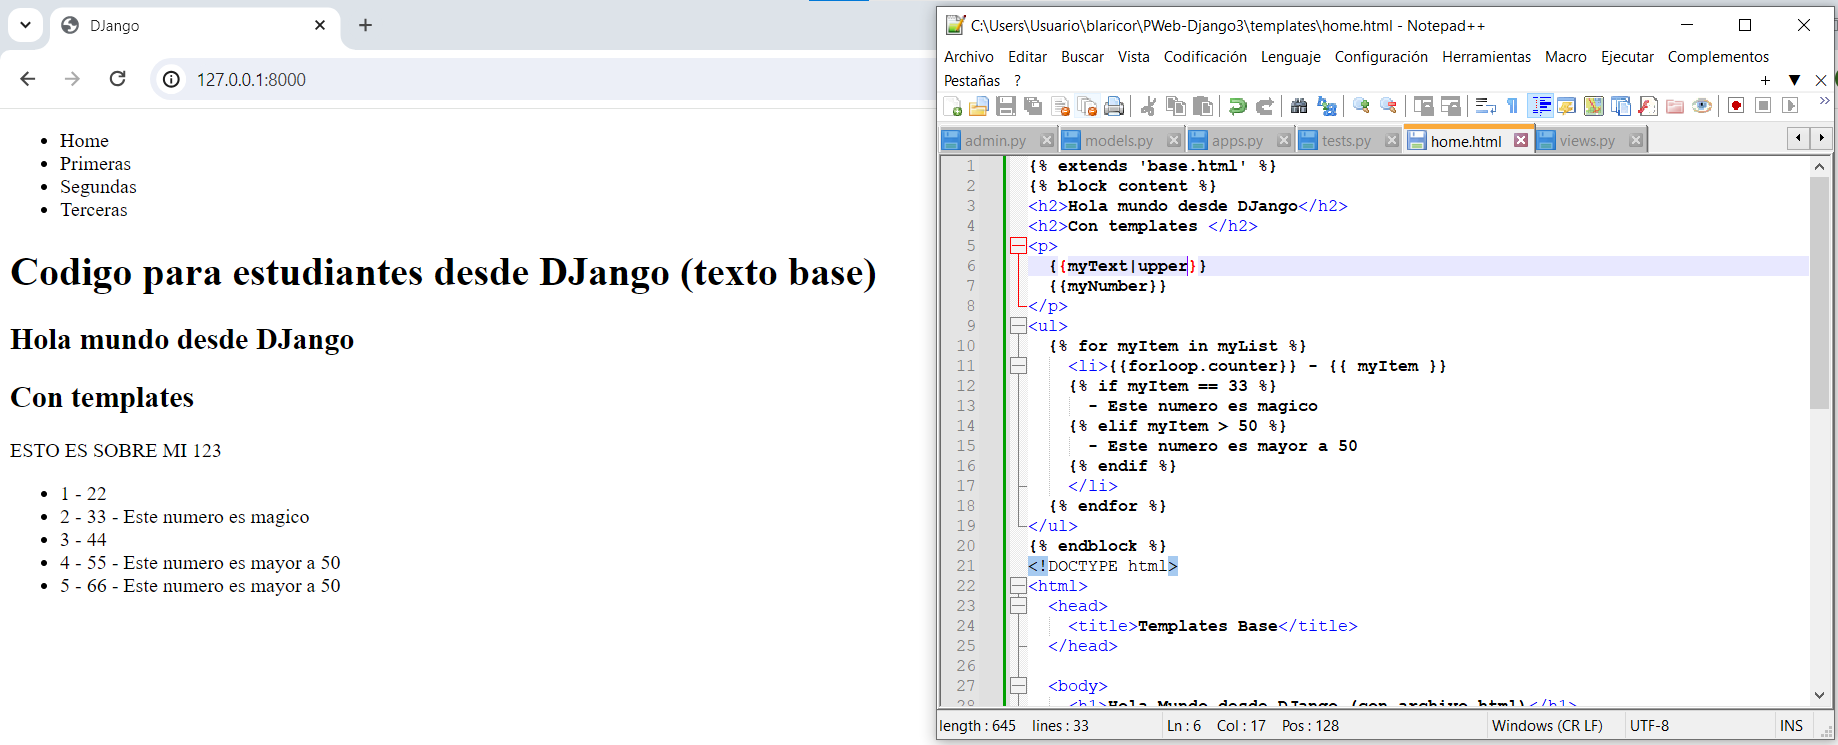 DJango
127.0.0.1:8000
Home
Primeras
Segundas
Terceras
Codigo para estudiantes desde DJango (texto base)
Hola mundo desde DJango
Con templates
ESTO ES SOBRE MI 123
1 - 22
2 - 33 - Este numero es magico
3 - 44
4 - 55 - Este numero es mayor a 50
5 - 66 - Este numero es mayor a 50
C:\Users\Usuario\blaricor\PWeb-Django3\templates\home.html - Notepad++
Archivo Editar Buscar Vista Codificación Lenguaje Configuración Herramientas Macro Ejecutar Complementos
Pestañas ?
admin.py models.py apps.py tests.py home.html views.py
1 {% extends 'base.html' %}
2 {% block content %}
3 <h2>Hola mundo desde DJango</h2>
4 <h2>Con templates </h2>
5 <p>
6 {{myText|upper}}
7 {{myNumber}}
8 </p>
9 <ul>
10 {% for myItem in myList %}
11 <li>{{forloop.counter}} - {{ myItem }}
12 {% if myItem == 33 %}
13 - Este numero es magico
14 {% elif myItem > 50 %}
15 - Este numero es mayor a 50
16 {% endif %}
17 </li>
18 {% endfor %}
19 </ul>
20 {% endblock %}
21 <!DOCTYPE html>
22 <html>
23 <head>
24 <title>Templates Base</title>
25 </head>
26
27 <body>
28 <h1>Hola Mundo desde DJango (con archivo html)</h1>
length : 645 lines : 33 Ln : 6 Col : 17 Pos : 128 Windows (CR LF) UTF-8 INS